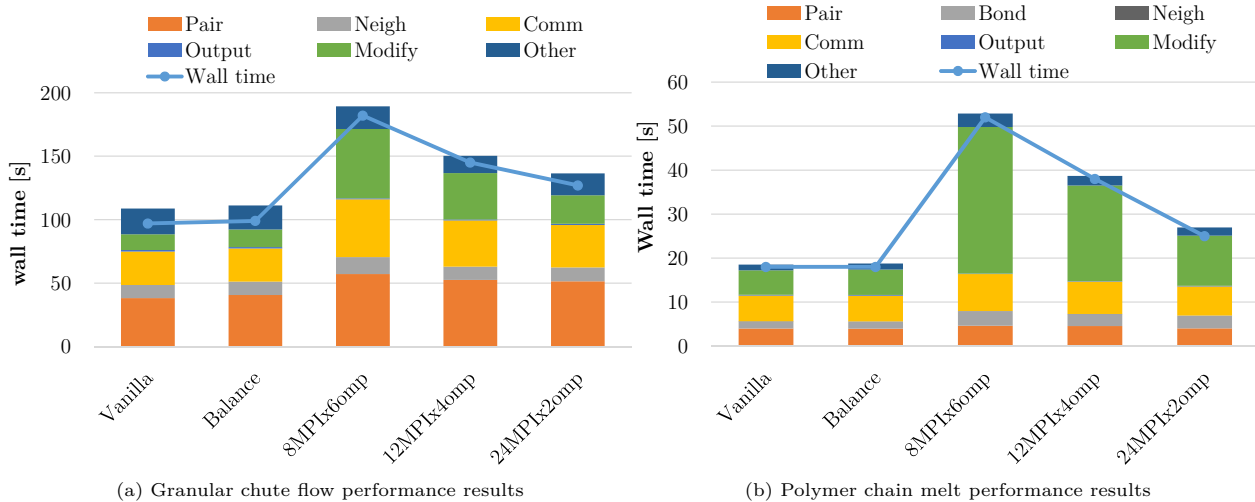 Pair Neigh Comm
Output Modify Other
Wall time
wall time [s]
200
150
100
50
0
Vanilla
Balance
8MPIx6omp
12MPIx4omp
24MPIx2omp
(a) Granular chute flow performance results
Pair Bond Neigh
Comm Output Modify
Other Wall time
Wall time [s]
60
50
40
30
20
10
0
Vanilla
Balance
8MPIx6omp
12MPIx4omp
24MPIx2omp
(b) Polymer chain melt performance results